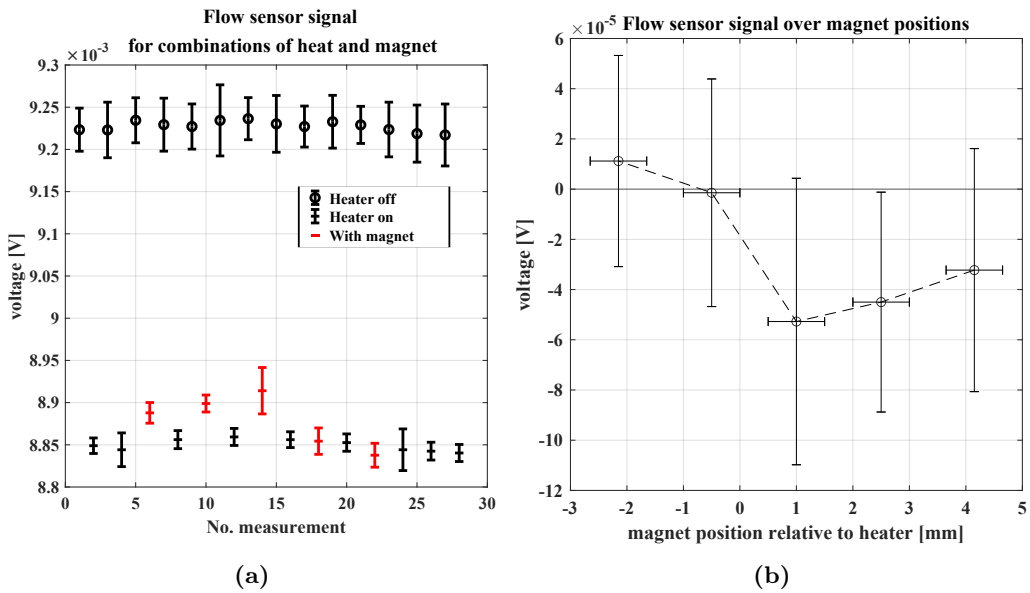 Flow sensor signal
for combinations of heat and magnet
×10⁻³
9.3
9.25
9.2
9.15
9.1
9.05
9
8.95
8.9
8.85
8.8
voltage [V]
Heater off
Heater on
With magnet
0 5 10 15 20 25 30
No. measurement
(a)
×10⁻⁵ Flow sensor signal over magnet positions
6
4
2
0
-2
-4
-6
-8
-10
-12
voltage [V]
-3 -2 -1 0 1 2 3 4 5
magnet position relative to heater [mm]
(b)